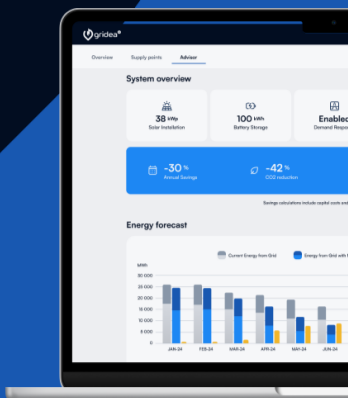 gridea®
Overview Supply points Advisor
System overview
38 kWp
Solar Installation
100 kWh
Battery Storage
Enabled
Demand Respo
-30 %
Annual Savings
-42 %
CO2 reduction
Savings calculations include capital costs and
Energy forecast
Current Energy from Grid
Energy from Grid with
kWh
30 000
25 000
20 000
15 000
10 000
5 000
0
JAN-24 FEB-24 MAR-24 APR-24 MAY-24 JUN-24